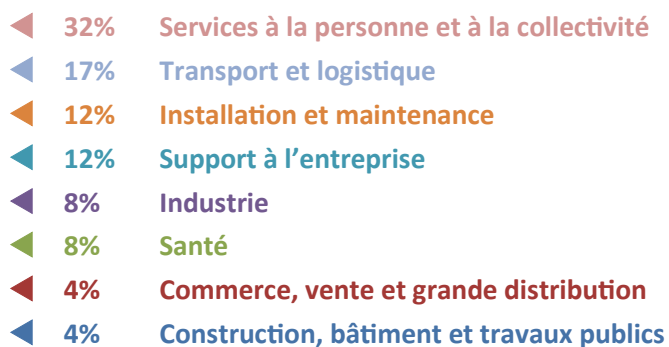 32% Services à la personne et à la collectivité
17% Transport et logistique
12% Installation et maintenance
12% Support à l’entreprise
8% Industrie
8% Santé
4% Commerce, vente et grande distribution
4% Construction, bâtiment et travaux publics